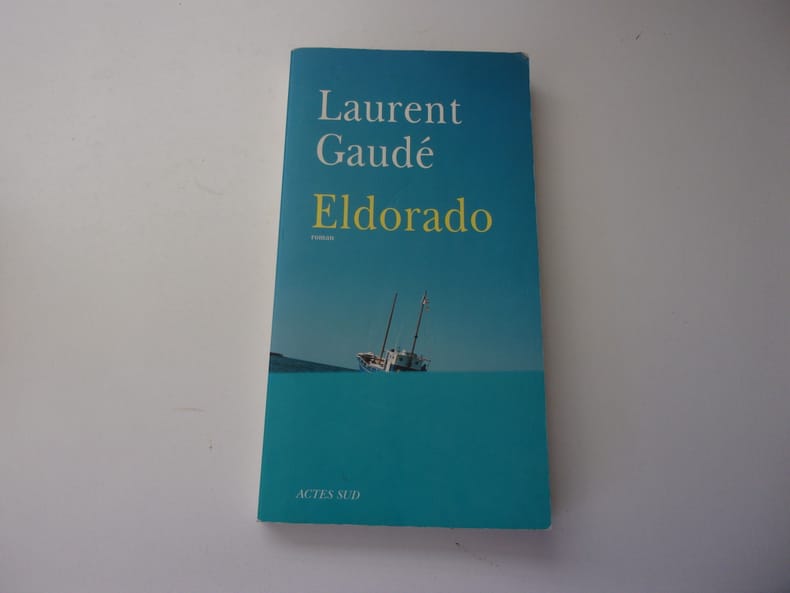 Laurent
Gaudé
Eldorado
roman
ACTES SUD